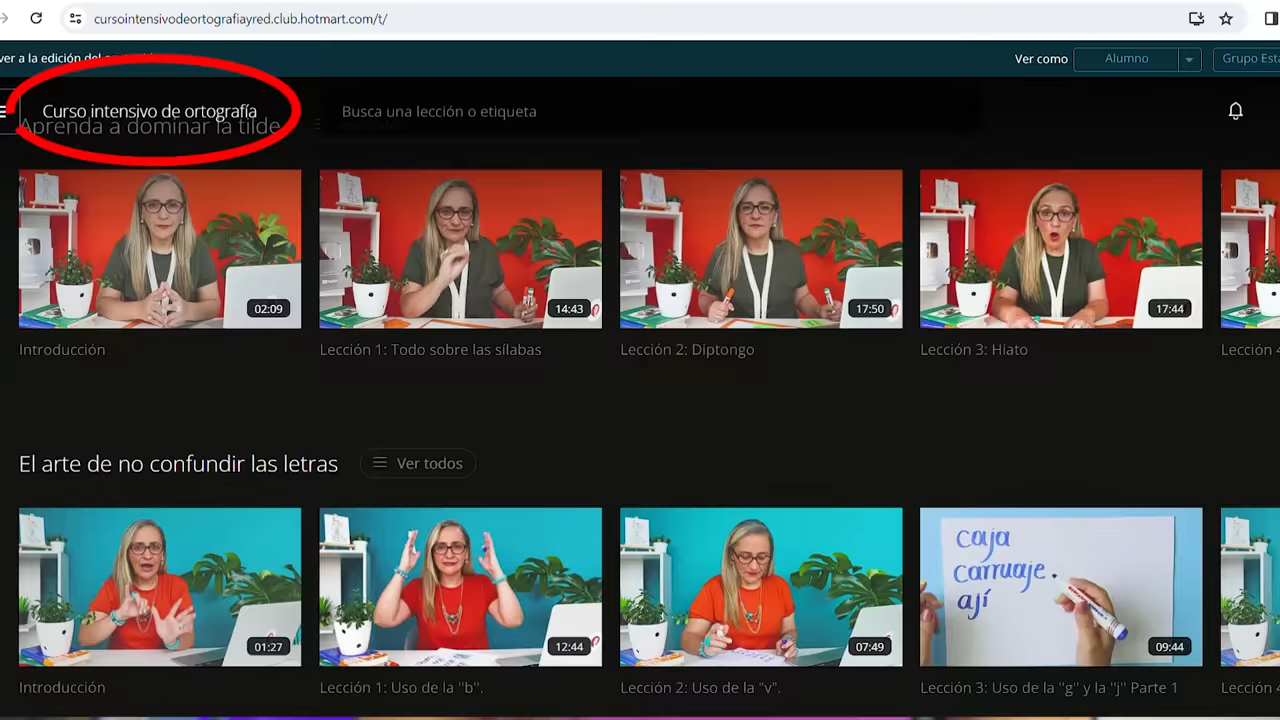 cursointensivodeortografiayred.club.hotmart.com/t/
ver a la edición del
Ver como
Alumno
Grupo Est
Curso intensivo de ortografía
Busca una lección o etiqueta
Aprenda a dominar la tilde
02:09
14:43
17:50
17:44
Introducción
Lección 1: Todo sobre las sílabas
Lección 2: Diptongo
Lección 3: Hiato
Lección 4
El arte de no confundir las letras
Ver todos
caja
carruaje
ají
01:27
12:44
07:49
09:44
Introducción
Lección 1: Uso de la "b".
Lección 2: Uso de la "v".
Lección 3: Uso de la "g" y la "j" Parte 1
Lección 4